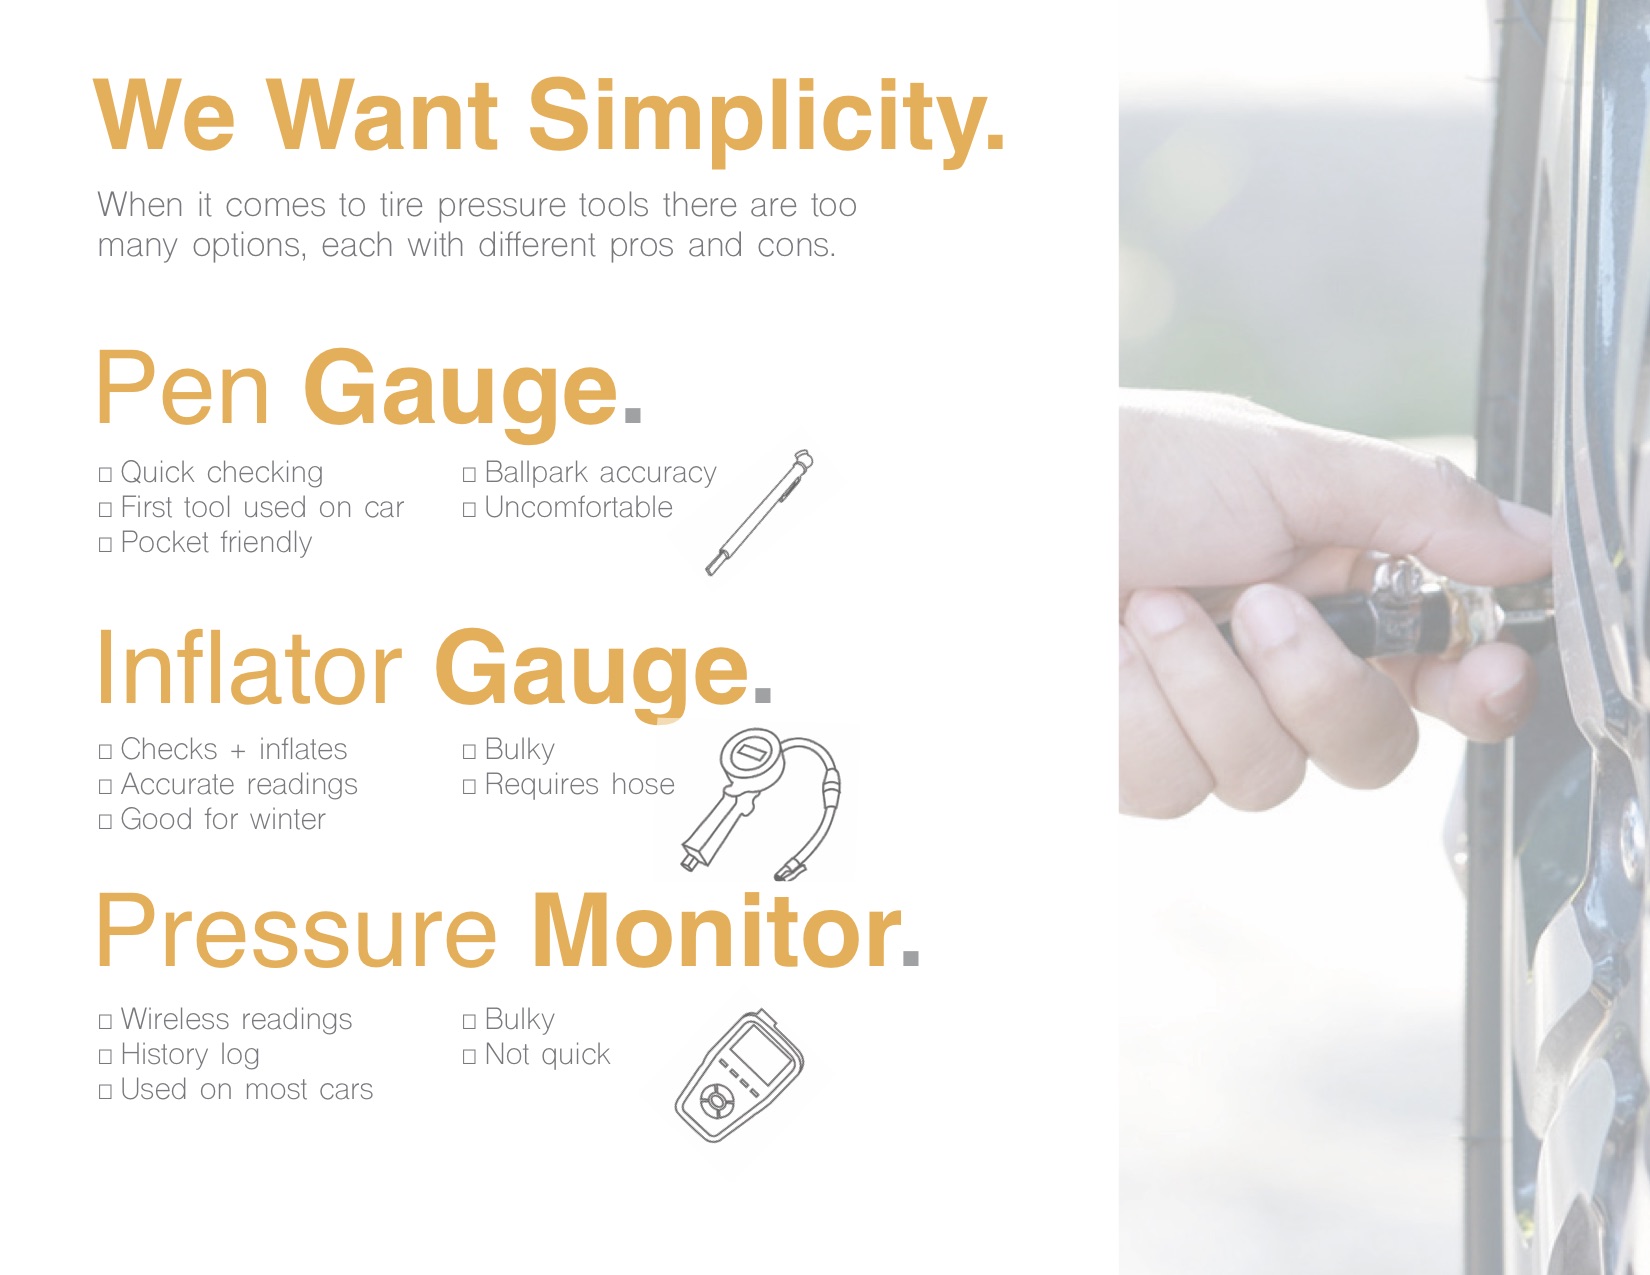 We Want Simplicity.
When it comes to tire pressure tools there are too
many options, each with different pros and cons.
Pen Gauge.
□ Quick checking
□ First tool used on car
□ Pocket friendly
□ Ballpark accuracy
□ Uncomfortable
Inflator Gauge.
□ Checks + inflates
□ Accurate readings
□ Good for winter
□ Bulky
□ Requires hose
Pressure Monitor.
□ Wireless readings
□ History log
□ Used on most cars
□ Bulky
□ Not quick